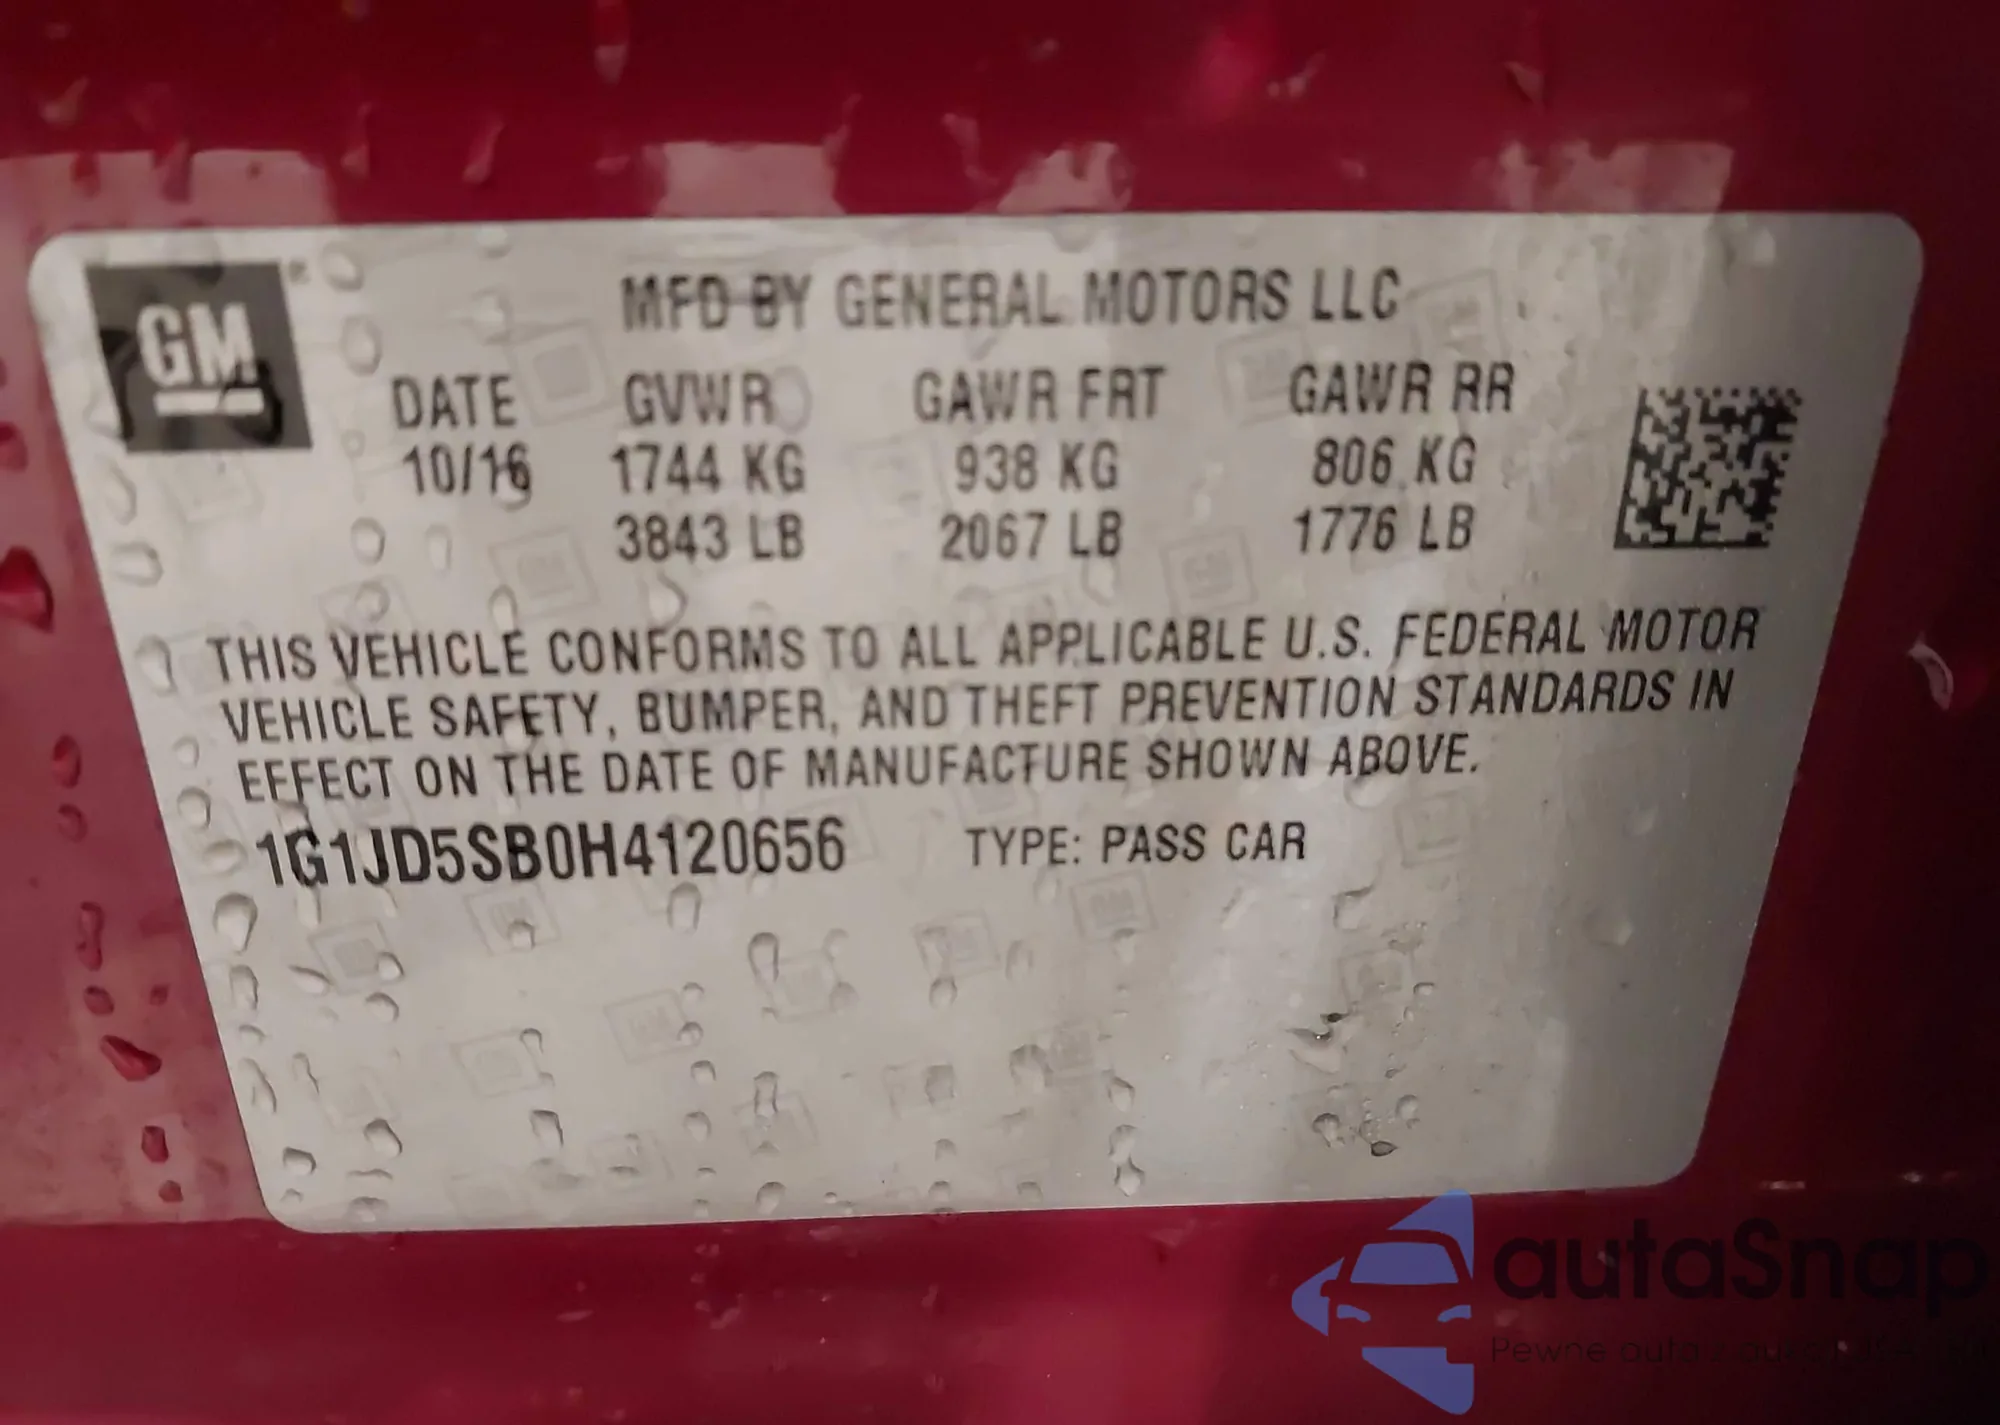 GM
MFD BY GENERAL MOTORS LLC
DATE GVWR GAWR FRT GAWR RR
10/16 1744 KG 938 KG 806 KG
3843 LB 2067 LB 1776 LB
THIS VEHICLE CONFORMS TO ALL APPLICABLE U.S. FEDERAL MOTOR
VEHICLE SAFETY, BUMPER, AND THEFT PREVENTION STANDARDS IN
EFFECT ON THE DATE OF MANUFACTURE SHOWN ABOVE.
1G1JD5SB0H4120656 TYPE: PASS CAR
autaSnap
Pewne auta z